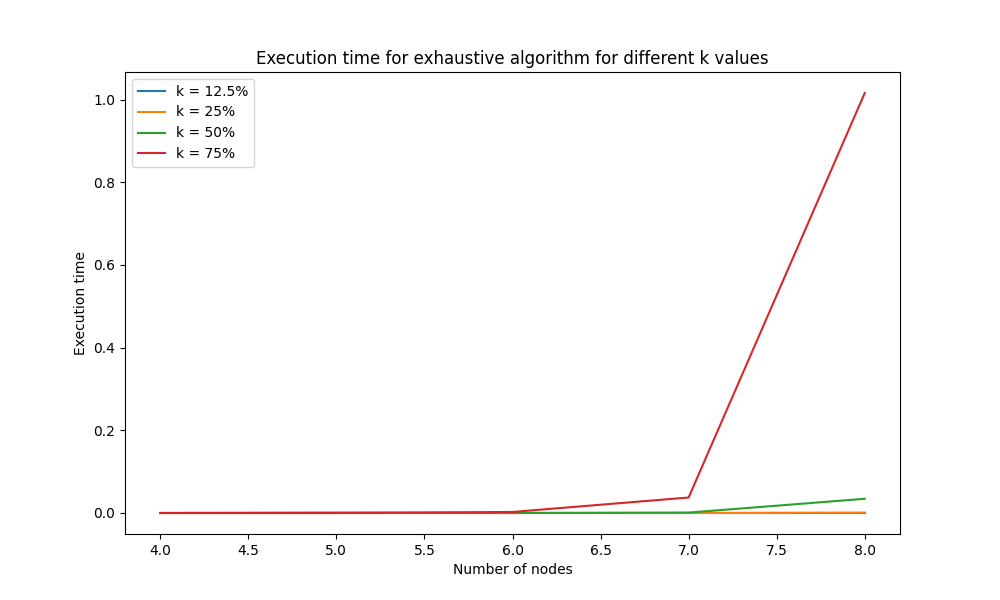 Execution time for exhaustive algorithm for different k values
k = 12.5%
k = 25%
k = 50%
k = 75%
Execution time
1.0
0.8
0.6
0.4
0.2
0.0
4.0 4.5 5.0 5.5 6.0 6.5 7.0 7.5 8.0
Number of nodes